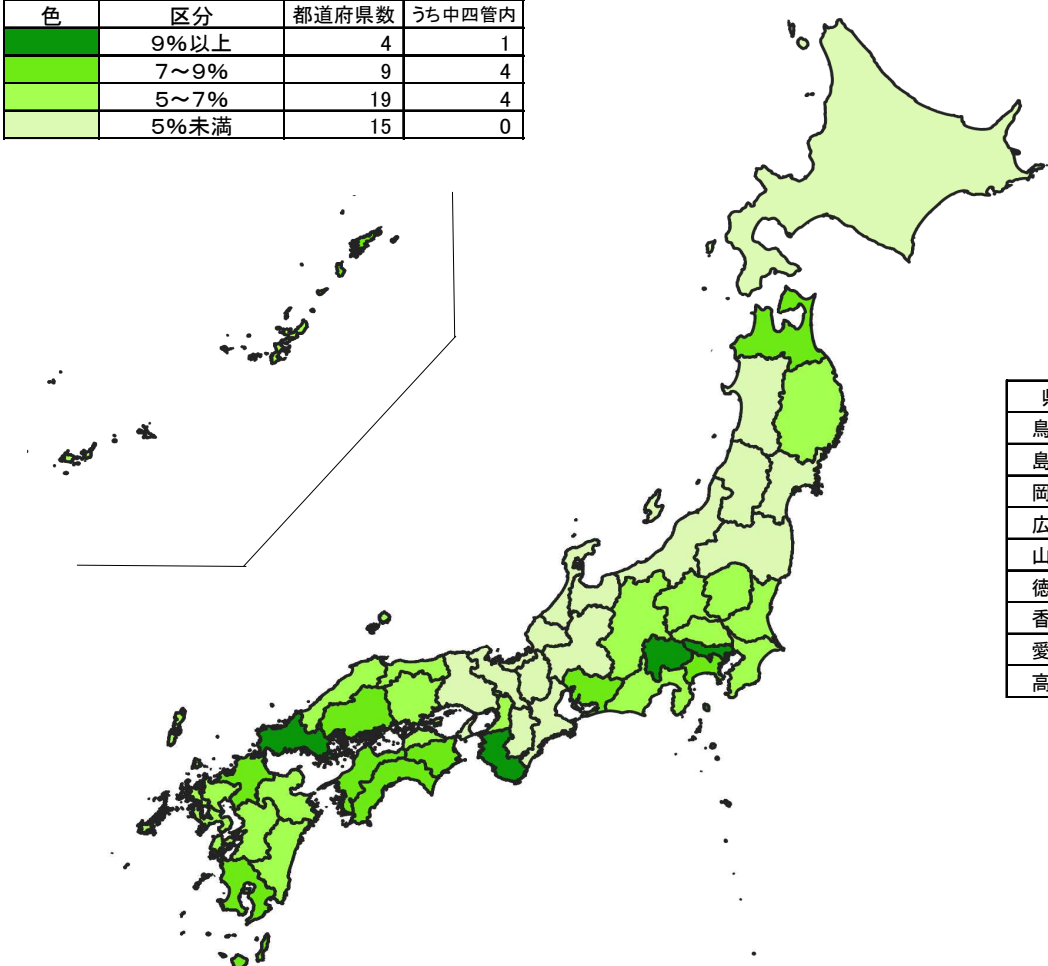 色 区分 都道府県数 うち中四管内
9%以上 4 1
7～9% 9 4
5～7% 19 4
5%未満 15 0
県
鳥
島
岡
広
山
徳
香
愛
高